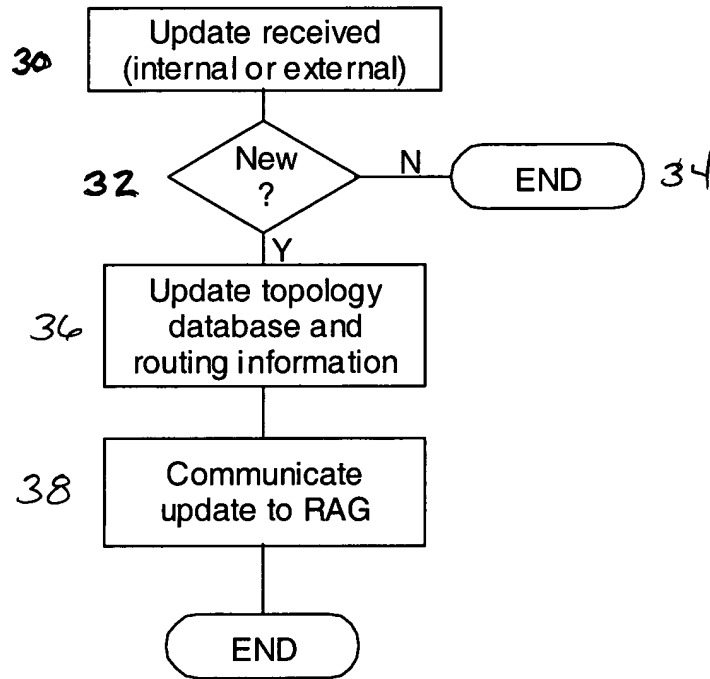 30
Update received
(internal or external)
32
New
?
N
END
34
Y
36
Update topology
database and
routing information
38
Communicate
update to RAG
END